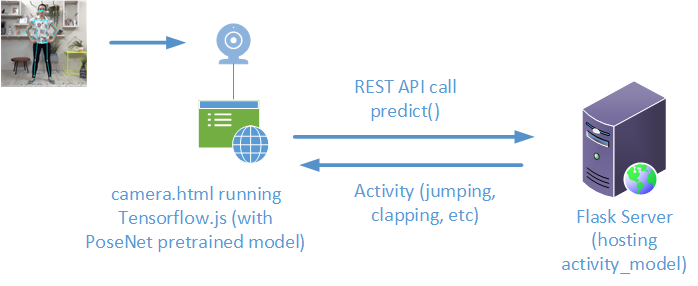 REST API call
predict()
Activity (jumping,
clapping, etc)
camera.html running
Tensorflow.js (with
PoseNet pretrained model)
Flask Server
(hosting
activity_model)